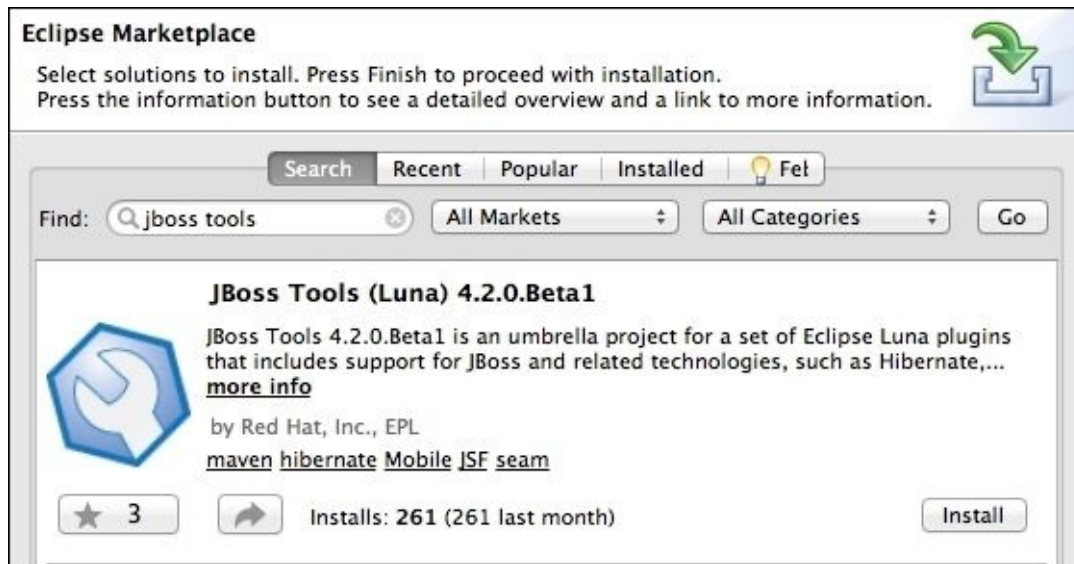 Eclipse Marketplace
Select solutions to install. Press Finish to proceed with installation.
Press the information button to see a detailed overview and a link to more information.
Search Recent Popular Installed Feb
Find: jboss tools All Markets All Categories Go
JBoss Tools (Luna) 4.2.0.Beta1
JBoss Tools 4.2.0.Beta1 is an umbrella project for a set of Eclipse Luna plugins
that includes support for JBoss and related technologies, such as Hibernate,...
more info
by Red Hat, Inc., EPL
maven hibernate Mobile JSF seam
3 Installs: 261 (261 last month) Install